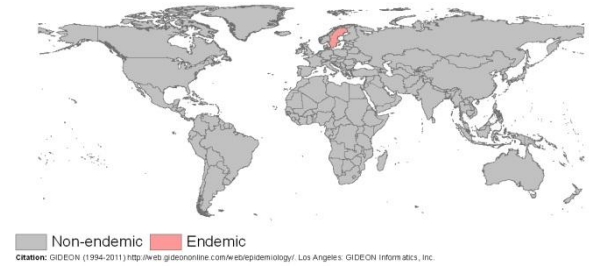 Non-endemic Endemic
Citation: GIDEON (1994-2011) http://web.gideononline.com/web/epidemiology/. Los Angeles: GIDEON Informatics, Inc.